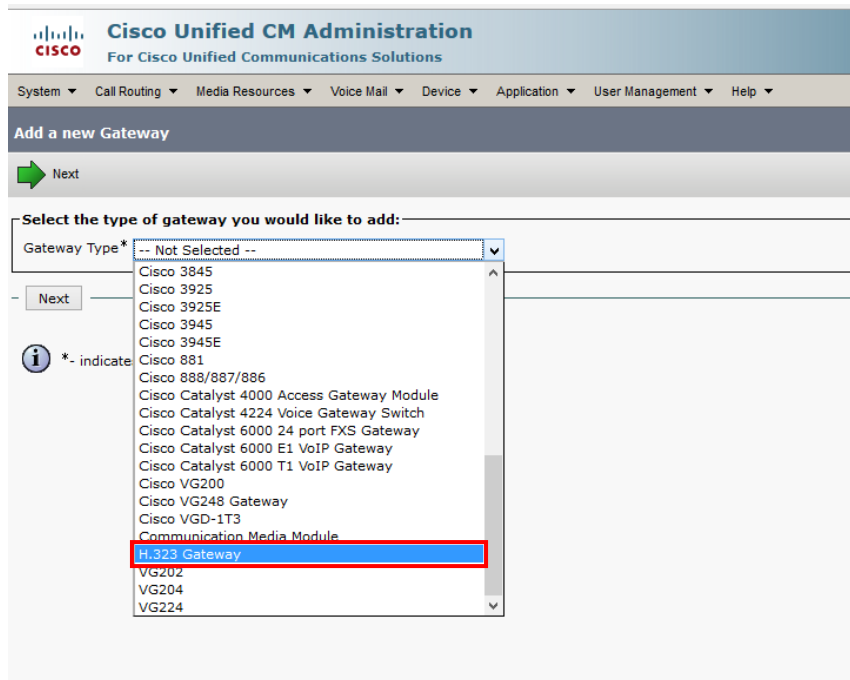 Cisco Unified CM Administration
CISCO
For Cisco Unified Communications Solutions
System Call Routing Media Resources Voice Mail Device Application User Management Help
Add a new Gateway
Next
Select the type of gateway you would like to add:
Gateway Type* -- Not Selected --
Cisco 3845
Cisco 3925
Cisco 3925E
Cisco 3945
Cisco 3945E
Cisco 881
Cisco 888/887/886
Cisco Catalyst 4000 Access Gateway Module
Cisco Catalyst 4224 Voice Gateway Switch
Cisco Catalyst 6000 24 port FXS Gateway
Cisco Catalyst 6000 E1 VoIP Gateway
Cisco Catalyst 6000 T1 VoIP Gateway
Cisco VG200
Cisco VG248 Gateway
Cisco VGD-1T3
Communication Media Module
H.323 Gateway
VG202
VG204
VG224
Next
i *- indicate